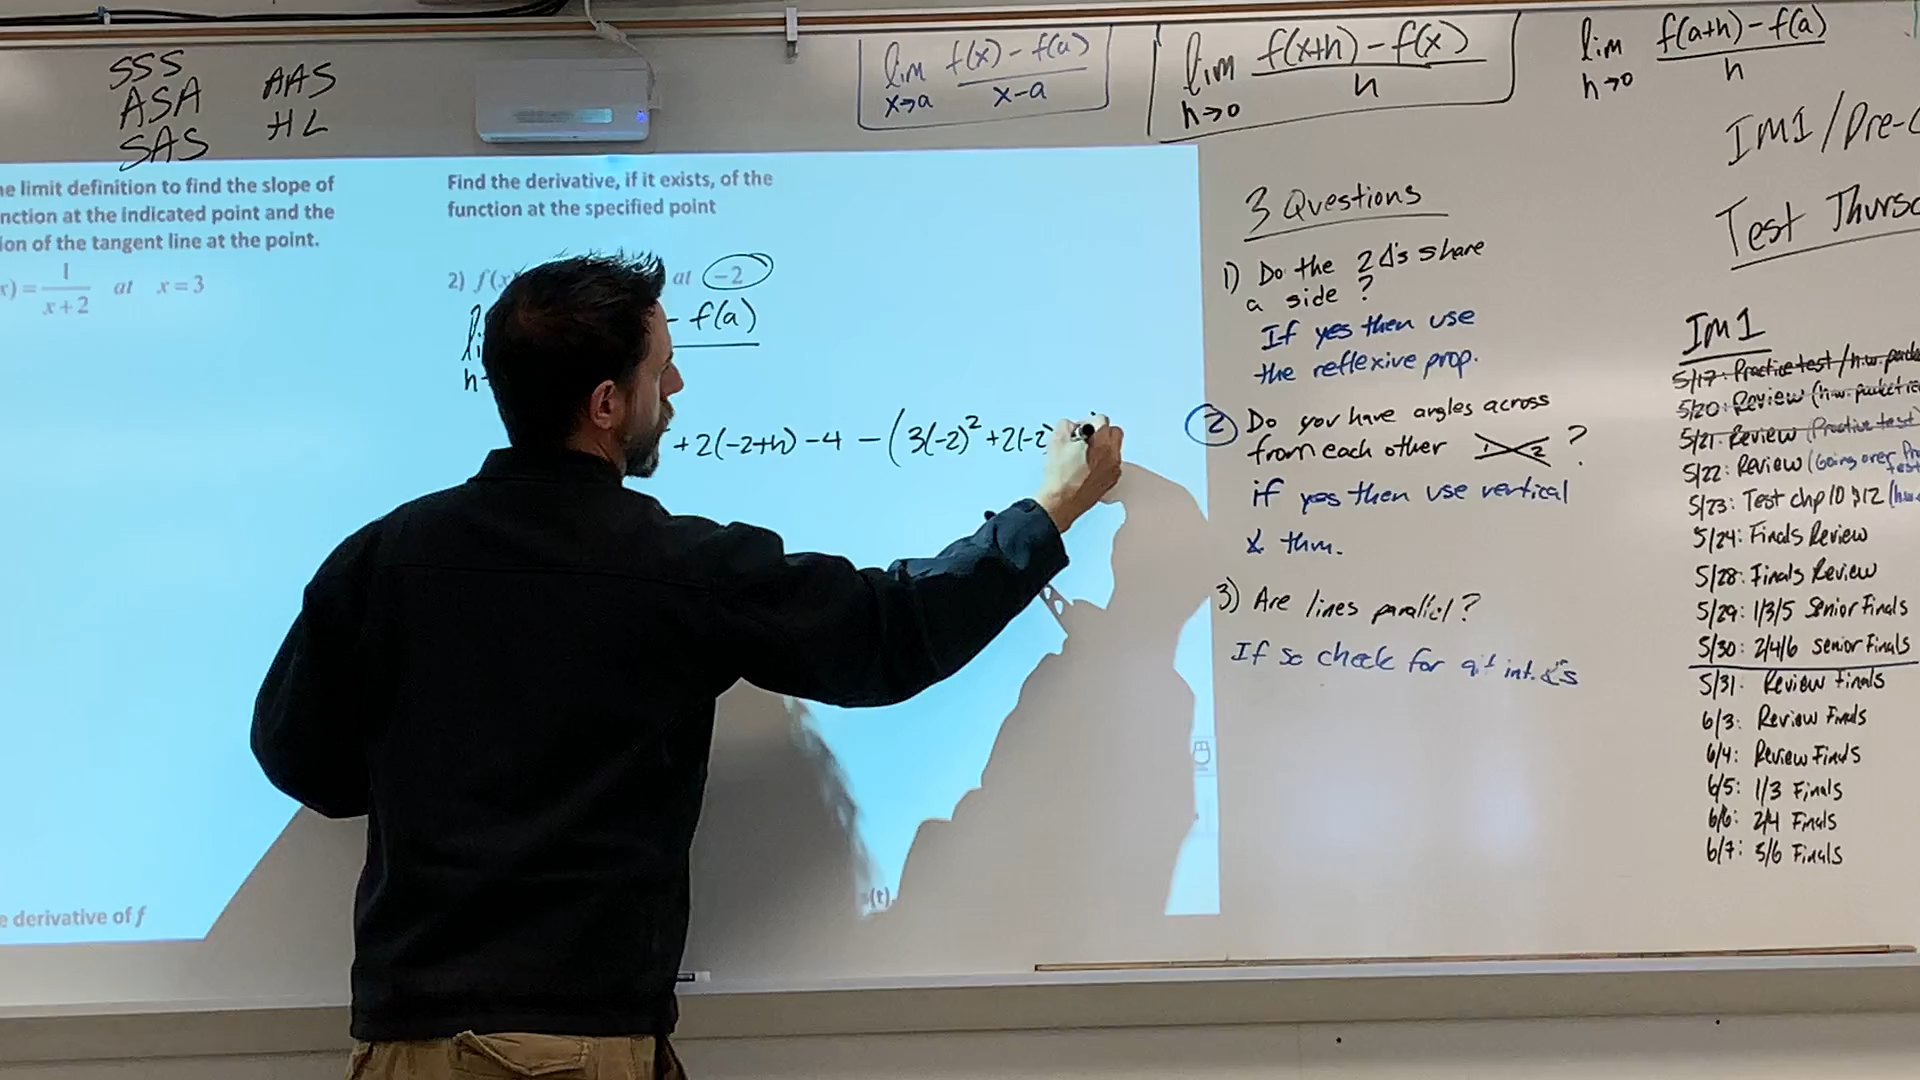 SSS
ASA
SAS
AAS
HL
lim x→a f(x) - f(a) / x-a
lim h→0 f(x+h) - f(x) / h
lim h→0 f(a+h) - f(a) / h
IM1 / Pre-
Test
limit definition to find the slope of
at the indicated point and the
of the tangent line at the point.
= 1 / x+2 at x = 3
derivative of f
Find the derivative, if it exists, of the
function at the specified point
2) at -2
- f(a)
+ 2(-2+h) - 4 - (3(-2)² + 2(-2)
3 Questions
1) Do the 2 Δ's share
a side ?
If yes then use
the reflexive prop.
2 Do you have angles across
from each other 1 2 ?
if yes then use vertical
∡ thm.
3) Are lines parallel ?
If so check for int. ∡'s
IM1
5/17: Practice test / h.w.
5/20: Review
5/21: Review (Practice test)
5/22: Review (Going over
5/23: Test chp 10 & 12
5/24: Finals Review
5/28: Finals Review
5/29: 1/3/5 Senior Finals
5/30: 2/4/6 senior Finals
5/31: Review Finals
6/3: Review Finals
6/4: Review Finals
6/5: 1/3 Finals
6/6: 2/4 Finals
6/7: 5/6 Finals